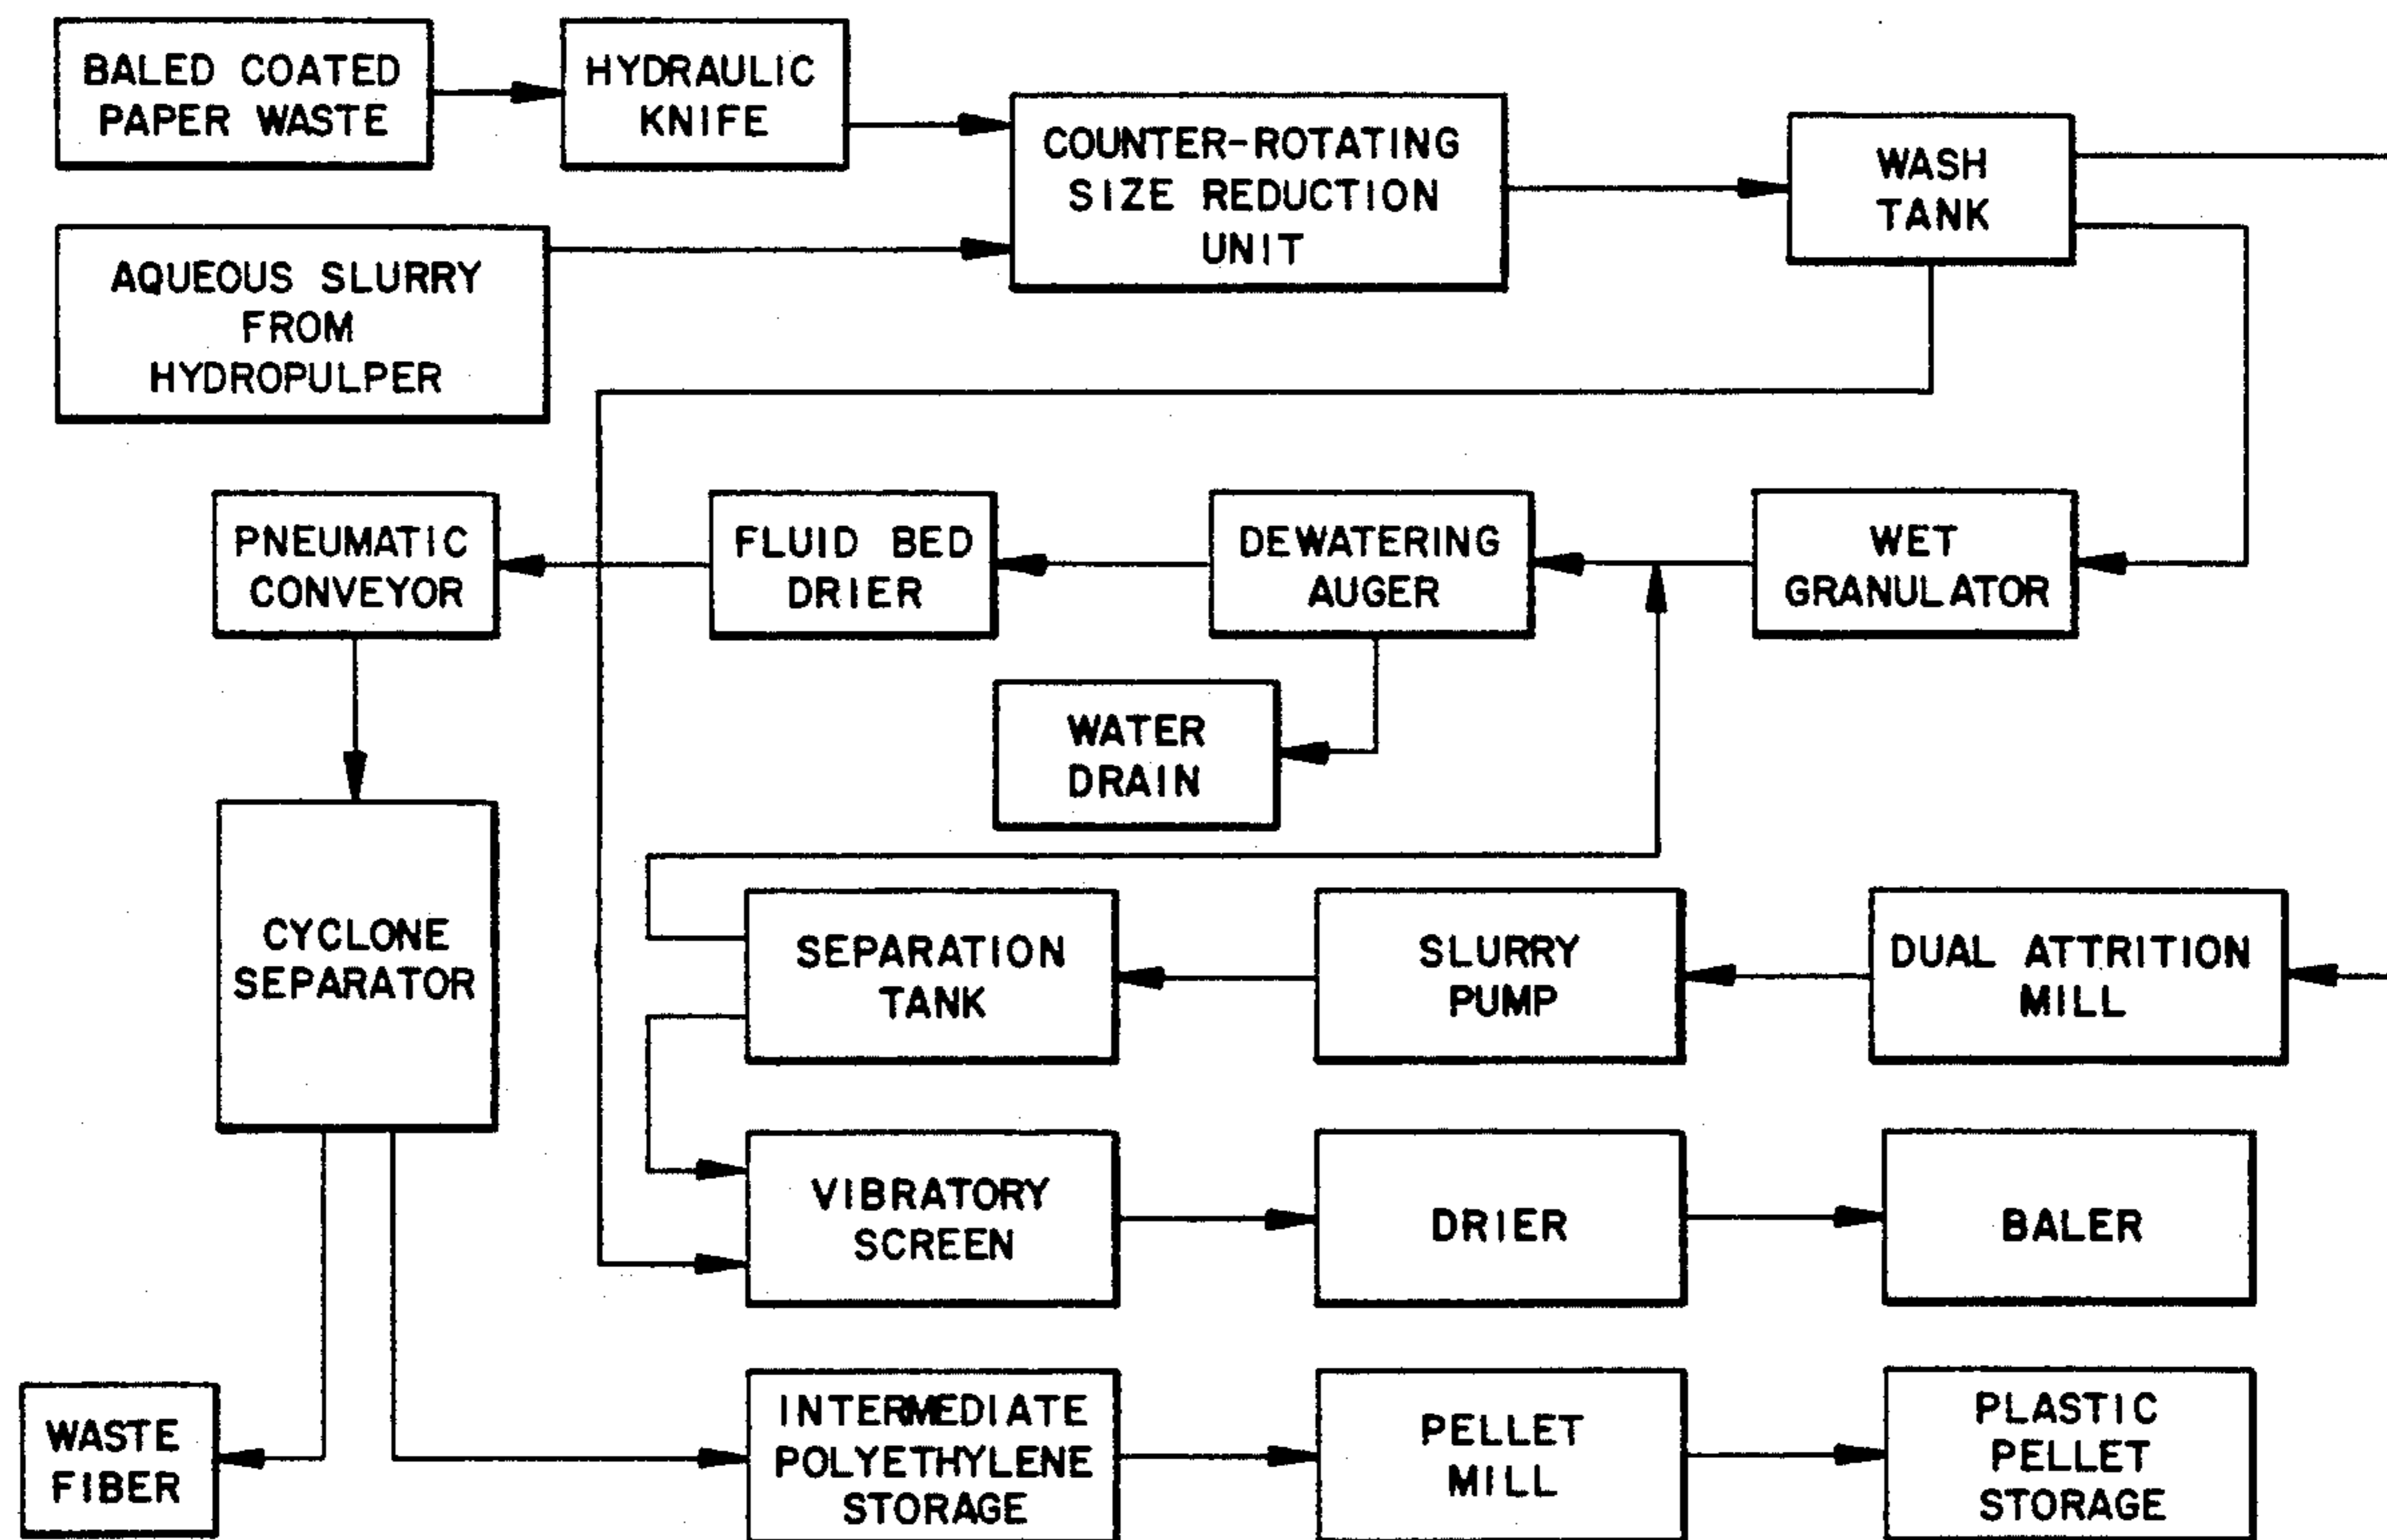 BALED COATED
PAPER WASTE
HYDRAULIC
KNIFE
COUNTER-ROTATING
SIZE REDUCTION
UNIT
WASH
TANK
AQUEOUS SLURRY
FROM
HYDROPULPER
PNEUMATIC
CONVEYOR
FLUID BED
DRIER
DEWATERING
AUGER
WET
GRANULATOR
WATER
DRAIN
CYCLONE
SEPARATOR
SEPARATION
TANK
SLURRY
PUMP
DUAL ATTRITION
MILL
VIBRATORY
SCREEN
DRIER
BALER
WASTE
FIBER
INTERMEDIATE
POLYETHYLENE
STORAGE
PELLET
MILL
PLASTIC
PELLET
STORAGE